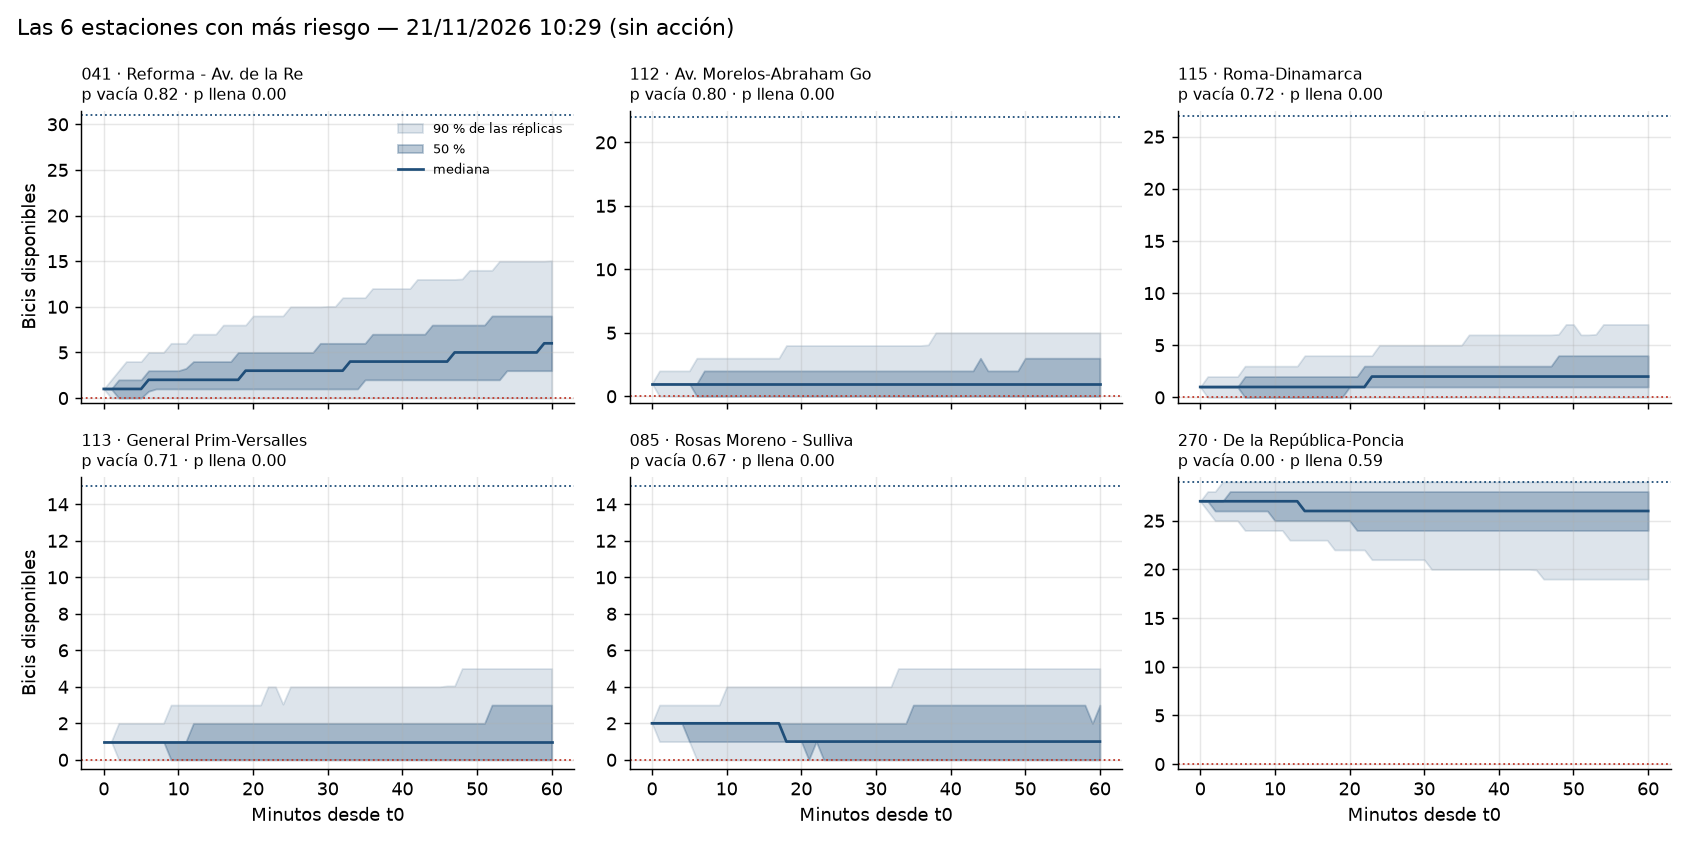 Las 6 estaciones con más riesgo — 21/11/2026 10:29 (sin acción)
041 · Reforma - Av. de la Re
p vacía 0.82 · p llena 0.00
112 · Av. Morelos-Abraham Go
p vacía 0.80 · p llena 0.00
115 · Roma-Dinamarca
p vacía 0.72 · p llena 0.00
90 % de las réplicas
50 %
mediana
Bicis disponibles
30
25
20
15
10
5
0
20
15
10
5
0
25
20
15
10
5
0
113 · General Prim-Versalles
p vacía 0.71 · p llena 0.00
085 · Rosas Moreno - Sulliva
p vacía 0.67 · p llena 0.00
270 · De la República-Poncia
p vacía 0.00 · p llena 0.59
Bicis disponibles
14
12
10
8
6
4
2
0
0 10 20 30 40 50 60
Minutos desde t0
14
12
10
8
6
4
2
0
0 10 20 30 40 50 60
Minutos desde t0
25
20
15
10
5
0
0 10 20 30 40 50 60
Minutos desde t0